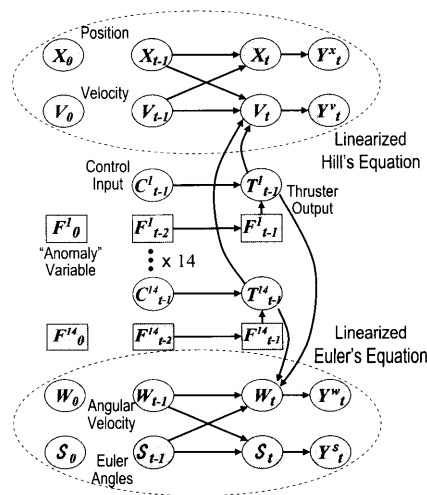 Position
X0 Xt-1 Xt Yxt
Velocity
V0 Vt-1 Vt Yvt
Linearized
Hill's Equation
Control
Input
C1t-1 T1t-1
Thruster
Output
F10 F1t-2 F1t-1
"Anomaly"
Variable
x 14
C14t-1 T14t-1
F140 F14t-2 F14t-1
Linearized
Euler's Equation
W0 Wt-1 Wt Ywt
Angular
Velocity
S0 St-1 St Yst
Euler
Angles